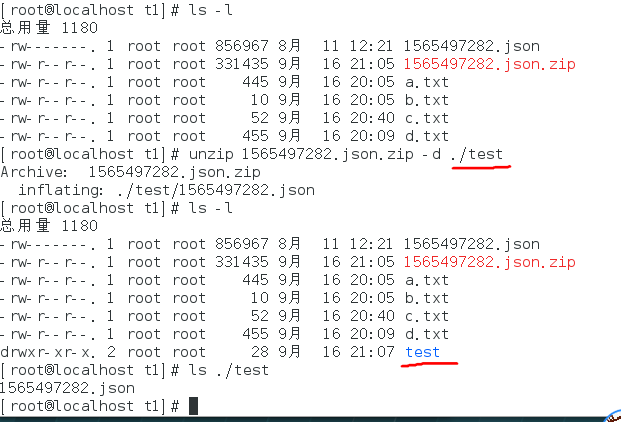 [root@localhost t1]# ls -l
总用量 1180
-rw-------. 1 root root 856967 8月  11 12:21 1565497282.json
-rw-r--r--. 1 root root 331435 9月  16 21:05 1565497282.json.zip
-rw-r--r--. 1 root root    445 9月  16 20:05 a.txt
-rw-r--r--. 1 root root     10 9月  16 20:05 b.txt
-rw-r--r--. 1 root root     52 9月  16 20:40 c.txt
-rw-r--r--. 1 root root    455 9月  16 20:09 d.txt
[root@localhost t1]# unzip 1565497282.json.zip -d ./test
Archive:  1565497282.json.zip
  inflating: ./test/1565497282.json
[root@localhost t1]# ls -l
总用量 1180
-rw-------. 1 root root 856967 8月  11 12:21 1565497282.json
-rw-r--r--. 1 root root 331435 9月  16 21:05 1565497282.json.zip
-rw-r--r--. 1 root root    445 9月  16 20:05 a.txt
-rw-r--r--. 1 root root     10 9月  16 20:05 b.txt
-rw-r--r--. 1 root root     52 9月  16 20:40 c.txt
-rw-r--r--. 1 root root    455 9月  16 20:09 d.txt
drwxr-xr-x. 2 root root     28 9月  16 21:07 test
[root@localhost t1]# ls ./test
1565497282.json
[root@localhost t1]#